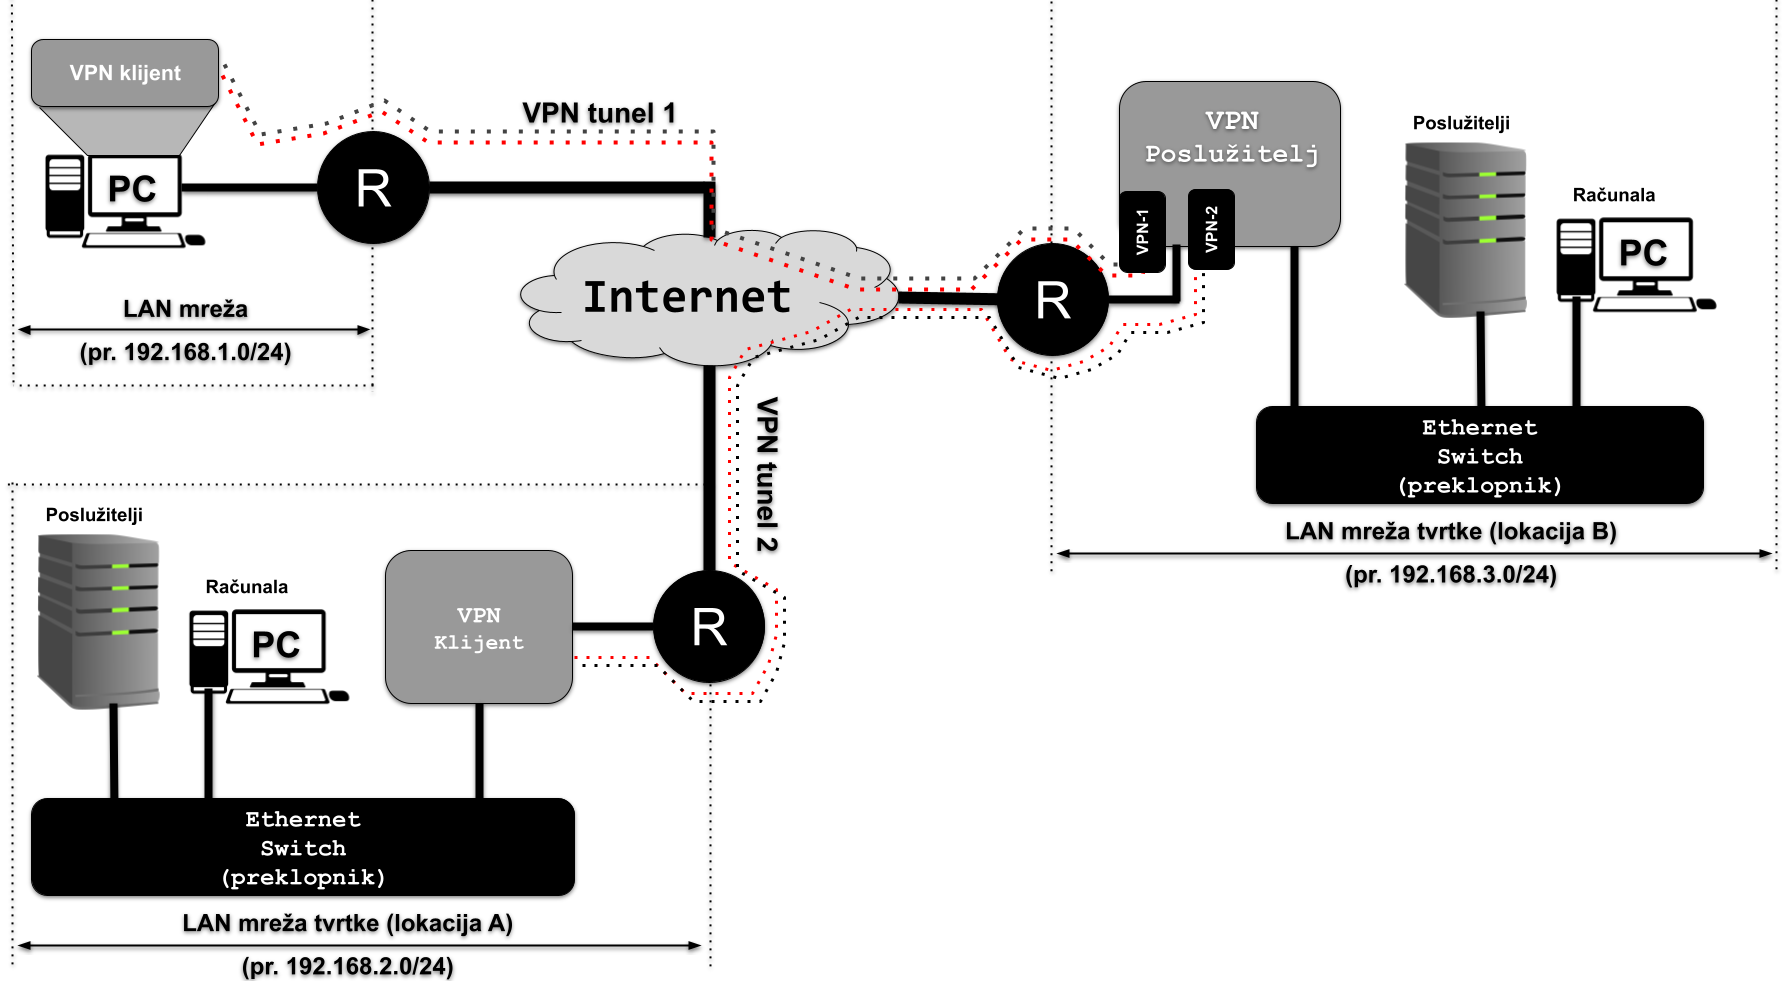 VPN klijent
PC
R
LAN mreža
(pr. 192.168.1.0/24)
VPN tunel 1
Internet
VPN tunel 2
R
VPN
Poslužitelj
VPN-1
VPN-2
Poslužitelji
Računala
PC
Ethernet
Switch
(preklopnik)
LAN mreža tvrtke (lokacija B)
(pr. 192.168.3.0/24)
Poslužitelji
Računala
PC
VPN
Klijent
R
Ethernet
Switch
(preklopnik)
LAN mreža tvrtke (lokacija A)
(pr. 192.168.2.0/24)